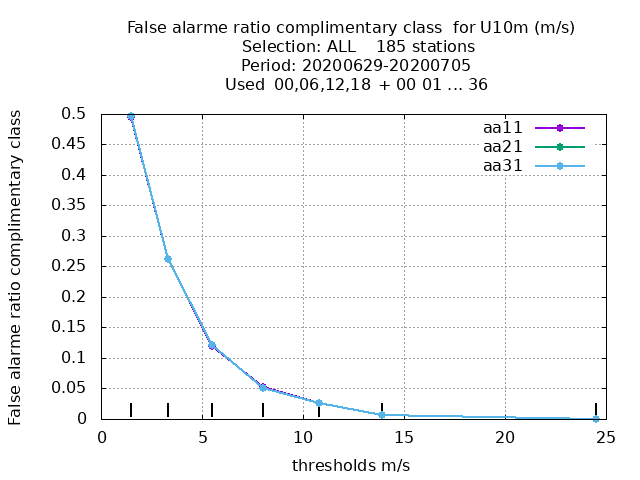 False alarme ratio complimentary class  for U10m (m/s)
Selection: ALL    185 stations
Period: 20200629-20200705
Used  00,06,12,18 + 00 01 ... 36
False alarme ratio complimentary class
0.5
0.45
0.4
0.35
0.3
0.25
0.2
0.15
0.1
0.05
0
aa11
aa21
aa31
0 5 10 15 20 25
thresholds m/s